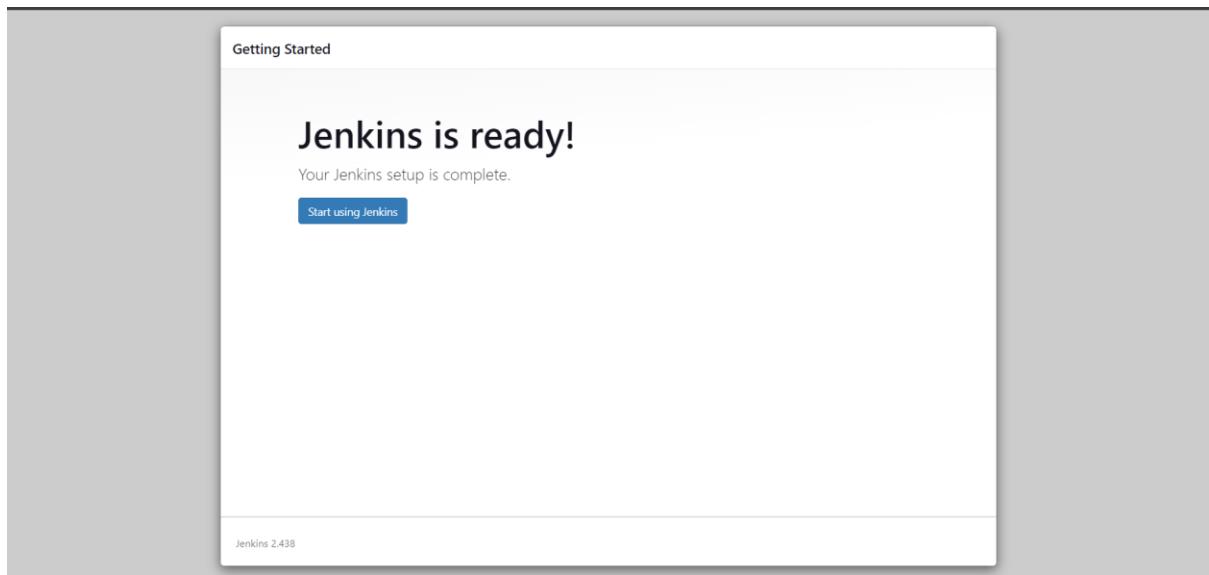 Getting Started
Jenkins is ready!
Your Jenkins setup is complete.
Start using Jenkins
Jenkins 2.438